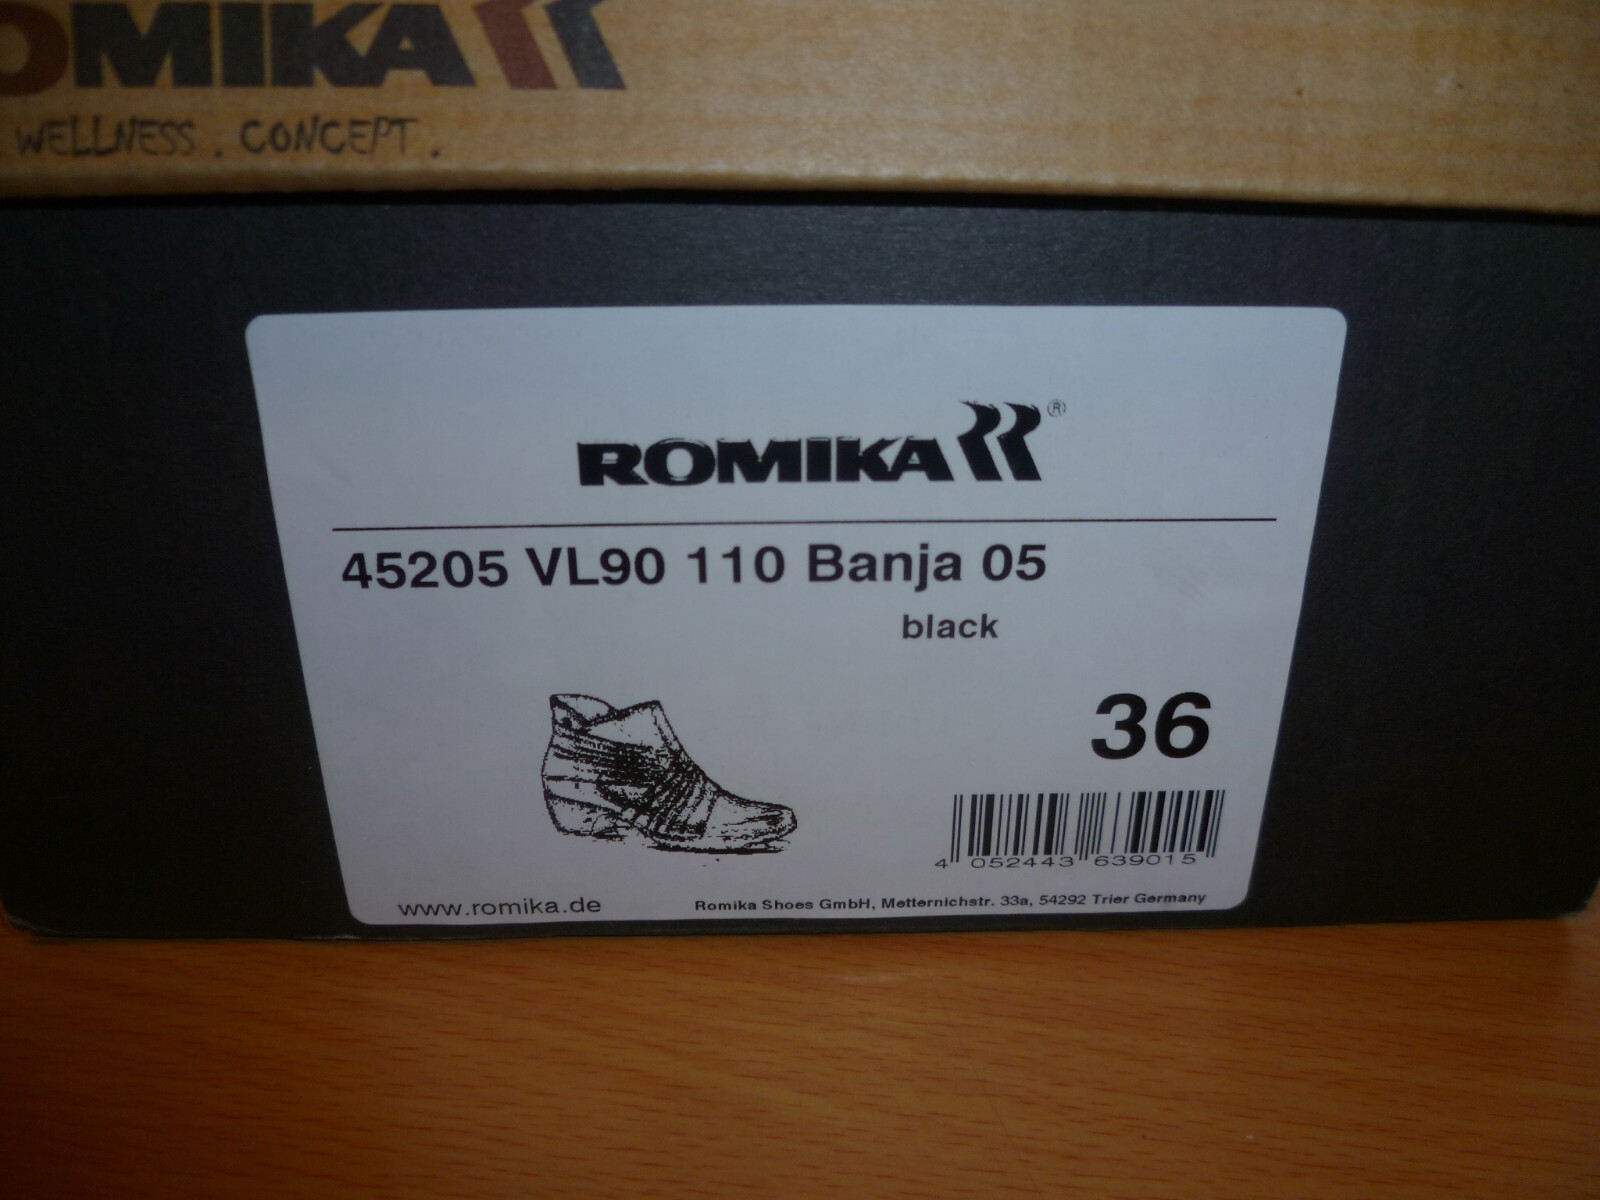 OMIKA
WELLNESS . CONCEPT .
ROMIKA ®
45205 VL90 110 Banja 05
black
36
4 052443 639015
www.romika.de
Romika Shoes GmbH, Metternichstr. 33a, 54292 Trier Germany